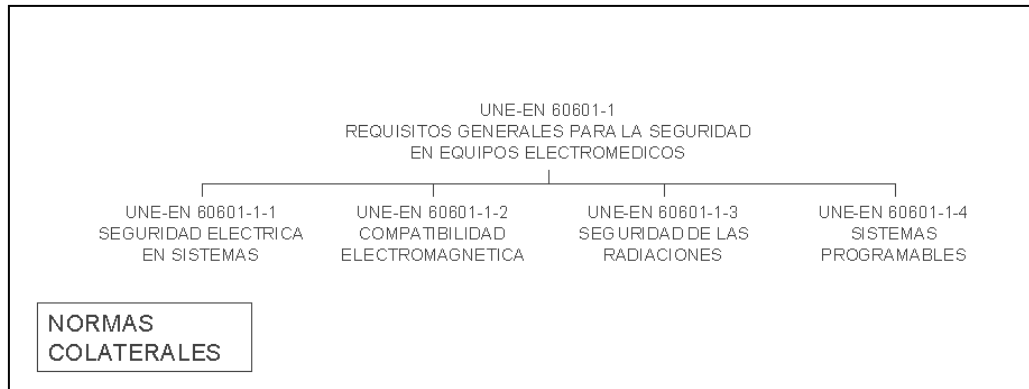 UNE-EN 60601-1
REQUISITOS GENERALES PARA LA SEGURIDAD
EN EQUIPOS ELECTROMEDICOS
UNE-EN 60601-1-1
SEGURIDAD ELECTRICA
EN SISTEMAS
UNE-EN 60601-1-2
COMPATIBILIDAD
ELECTROMAGNETICA
UNE-EN 60601-1-3
SEGURIDAD DE LAS
RADIACIONES
UNE-EN 60601-1-4
SISTEMAS
PROGRAMABLES
NORMAS
COLATERALES